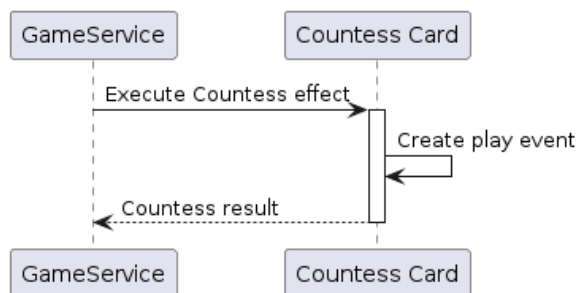 GameService Countess Card
Execute Countess effect
Create play event
Countess result
GameService Countess Card